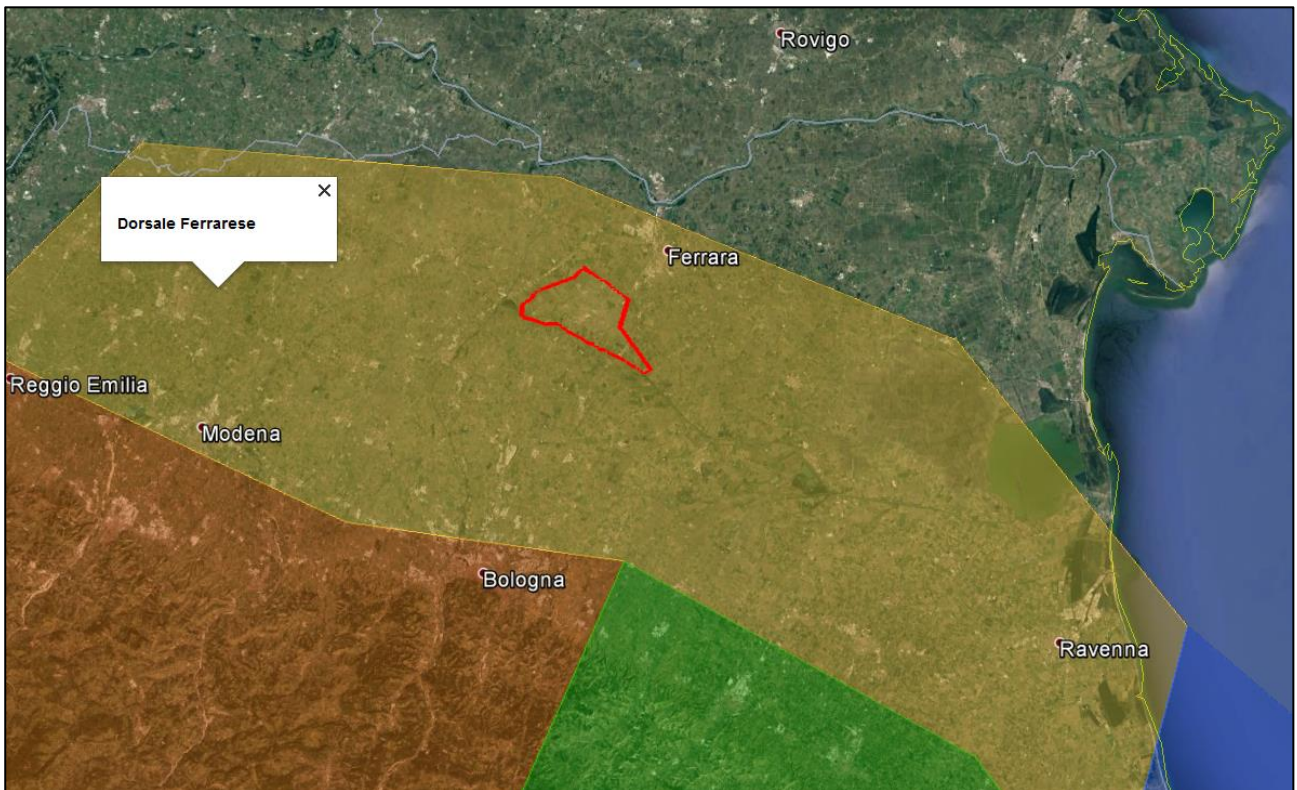 Rovigo
Dorsale Ferrarese
Ferrara
Reggio Emilia
Modena
Bologna
Ravenna